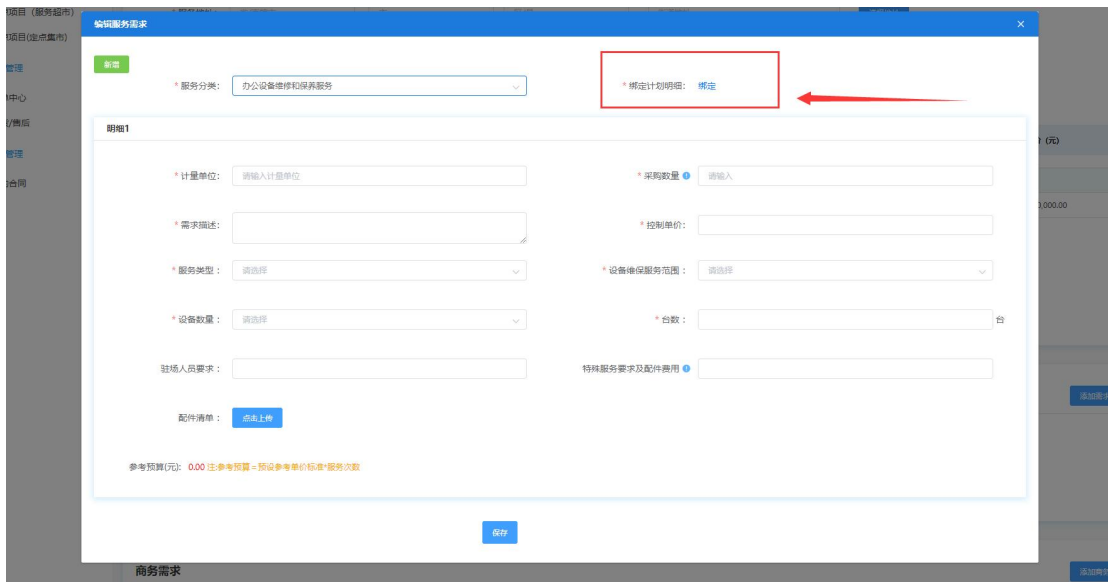 项目（服务超市）
编辑服务需求
项目(定点集市)
新增
管理
* 服务分类： 办公设备维修和保养服务
* 绑定计划明细： 绑定
中心
/售后
明细1
管理
(元)
* 计量单位： 请输入计量单位
* 采购数量 请输入
合同
0,000.00
* 需求描述：
* 控制单价：
* 服务类型： 请选择
* 设备维保服务范围： 请选择
* 设备数量： 请选择
* 台数： 台
驻场人员要求：
特殊服务要求及配件费用
添加需求
配件清单： 点击上传
参考预算(元)： 0.00 注:参考预算 = 预设参考单价标准*服务次数
保存
商务需求
添加商务